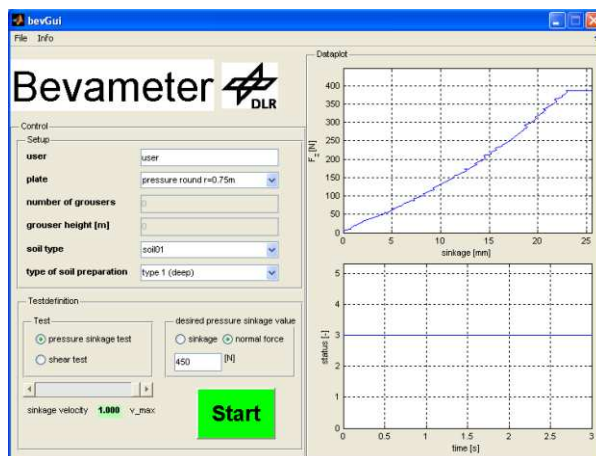 bevGui
File Info
Bevameter
DLR
Control
Setup
user user
plate pressure round r=0.75m
number of grousers 0
grouser height [m] 0
soil type soil01
type of soil preparation type 1 (deep)
Testdefinition
Test
pressure sinkage test
shear test
desired pressure sinkage value
sinkage normal force
450 [N]
sinkage velocity 1.000 v_max
Start
Dataplot
400
350
300
250
200
150
100
50
0
F_z [N]
0 5 10 15 20 25
sinkage [mm]
5
4
3
2
1
0
status [-]
0 0.5 1 1.5 2 2.5 3
time [s]